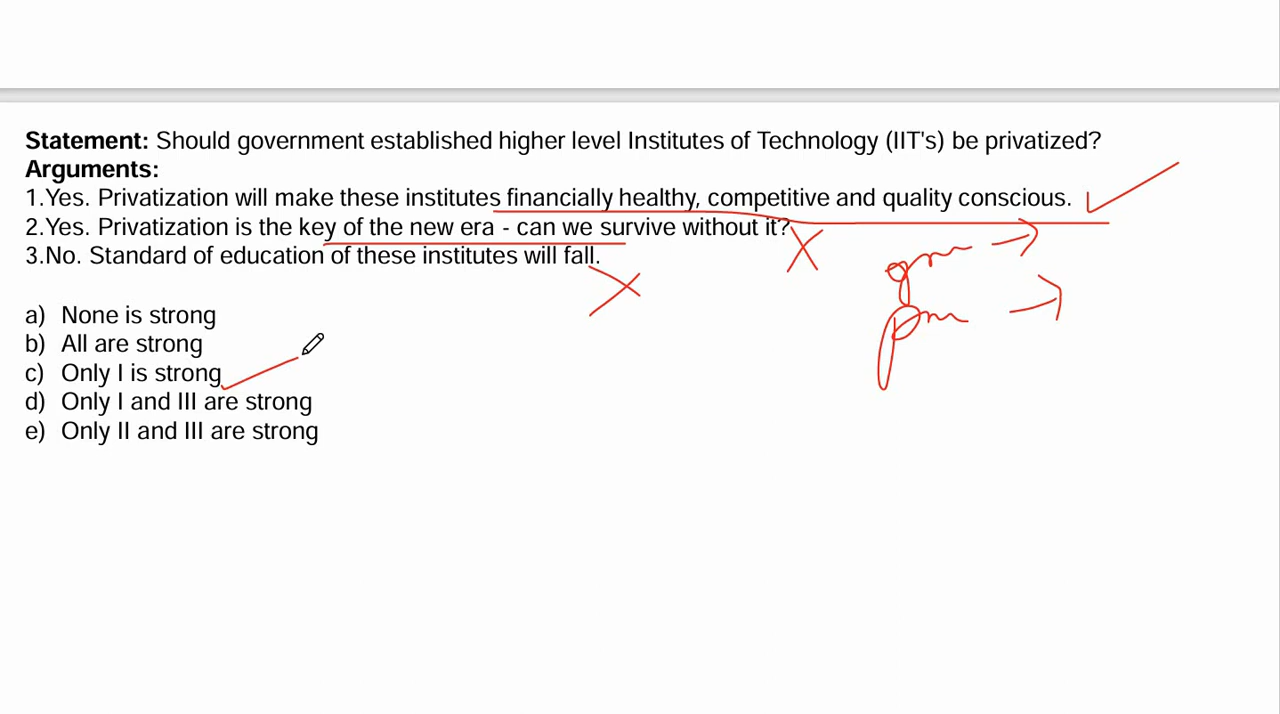 Statement: Should government established higher level Institutes of Technology (IIT's) be privatized?
Arguments:
1.Yes. Privatization will make these institutes financially healthy, competitive and quality conscious.
2.Yes. Privatization is the key of the new era - can we survive without it?
3.No. Standard of education of these institutes will fall.
a) None is strong
b) All are strong
c) Only I is strong
d) Only I and III are strong
e) Only II and III are strong